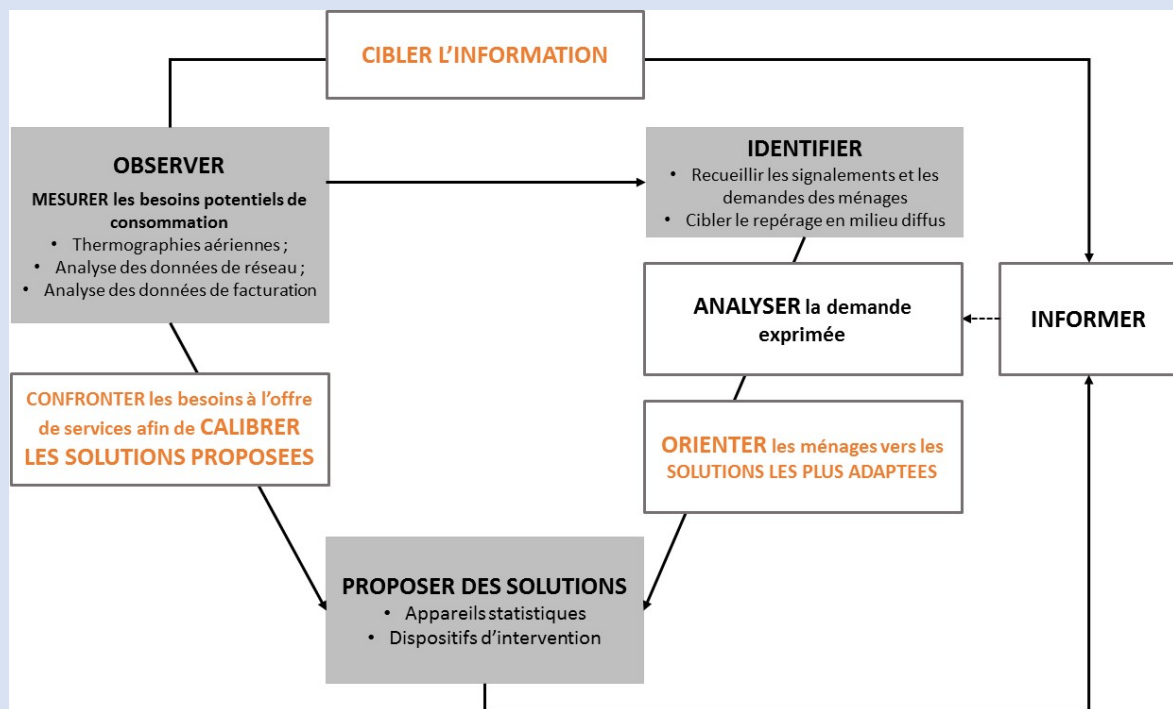 CIBLER L’INFORMATION
OBSERVER
MESURER les besoins potentiels de
consommation
• Thermographies aériennes ;
• Analyse des données de réseau ;
• Analyse des données de facturation
IDENTIFIER
• Recueillir les signalements et les
demandes des ménages
• Cibler le repérage en milieu diffus
ANALYSER la demande
exprimée
INFORMER
CONFRONTER les besoins à l’offre
de services afin de CALIBRER
LES SOLUTIONS PROPOSEES
ORIENTER les ménages vers les
SOLUTIONS LES PLUS ADAPTEES
PROPOSER DES SOLUTIONS
• Appareils statistiques
• Dispositifs d’intervention